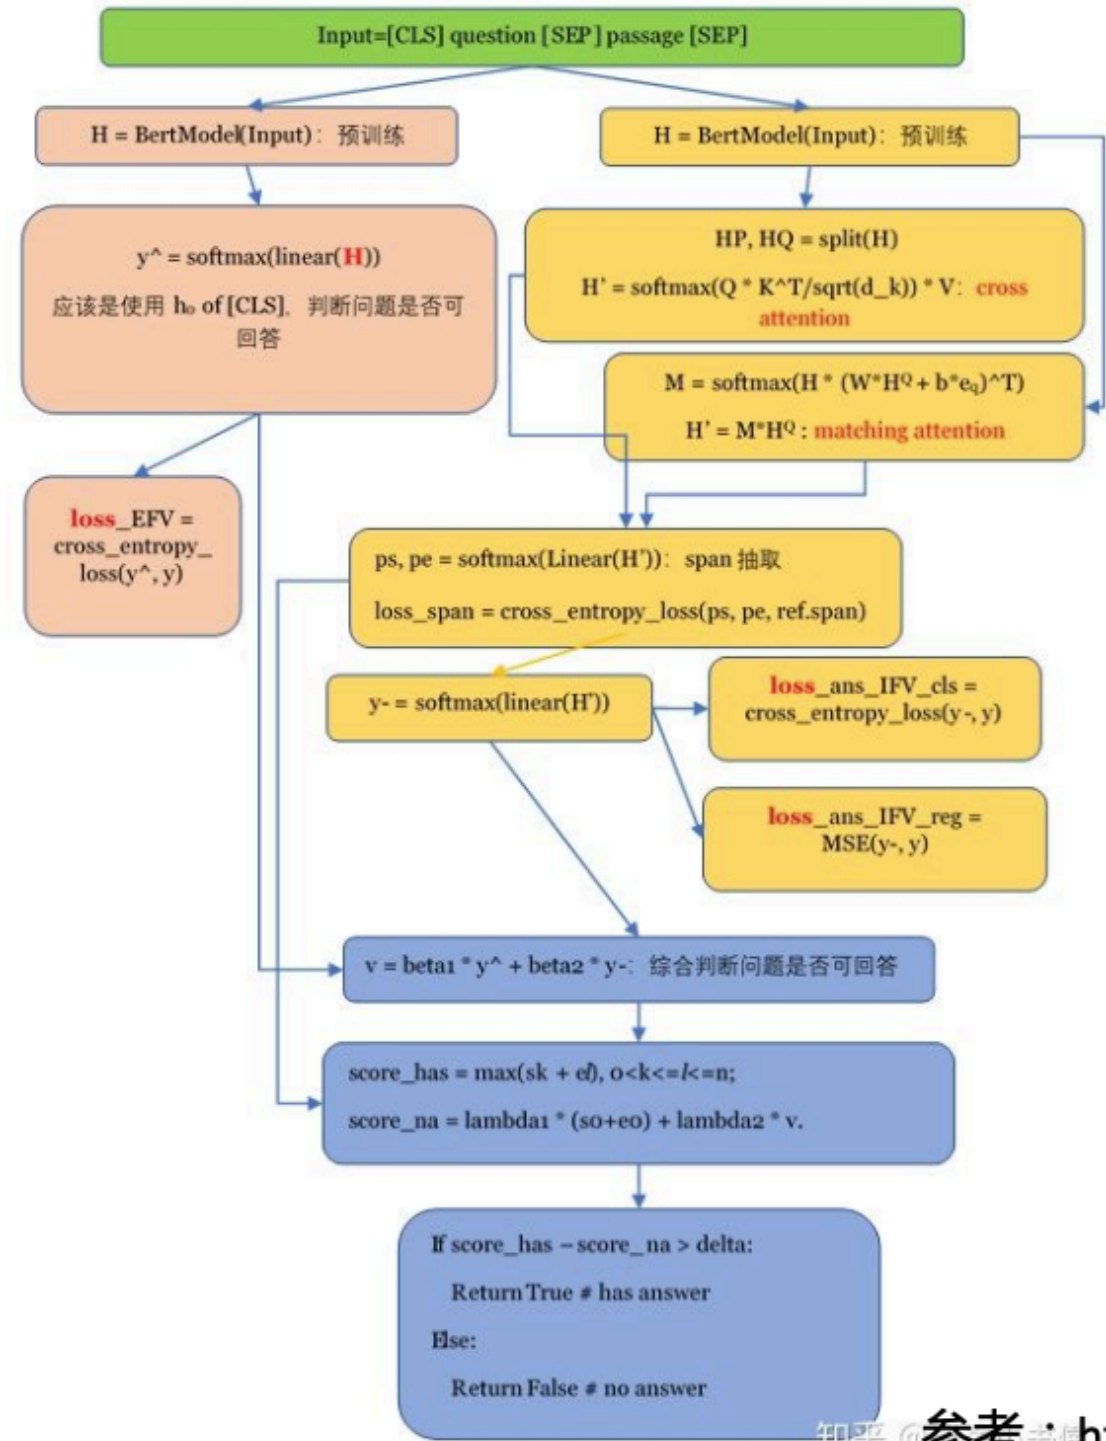 Input=[CLS] question [SEP] passage [SEP]
H = BertModel(Input)：预训练
H = BertModel(Input)：预训练
y^ = softmax(linear(H))
应该是使用 h₀ of [CLS]，判断问题是否可
回答
HP, HQ = split(H)
H' = softmax(Q * K^T/sqrt(d_k)) * V：cross
attention
M = softmax(H * (W*H^Q + b*e_q)^T)
H' = M*H^Q : matching attention
loss_EFV =
cross_entropy_
loss(y^, y)
ps, pe = softmax(Linear(H'))：span 抽取
loss_span = cross_entropy_loss(ps, pe, ref.span)
y- = softmax(linear(H'))
loss_ans_IFV_cls =
cross_entropy_loss(y-, y)
loss_ans_IFV_reg =
MSE(y-, y)
v = beta1 * y^ + beta2 * y-：综合判断问题是否可回答
score_has = max(sk + el), 0<k<=l<=n;
score_na = lambda1 * (s0+e0) + lambda2 * v.
If score_has – score_na > delta:
Return True # has answer
Else:
Return False # no answer
知乎 @
参考：